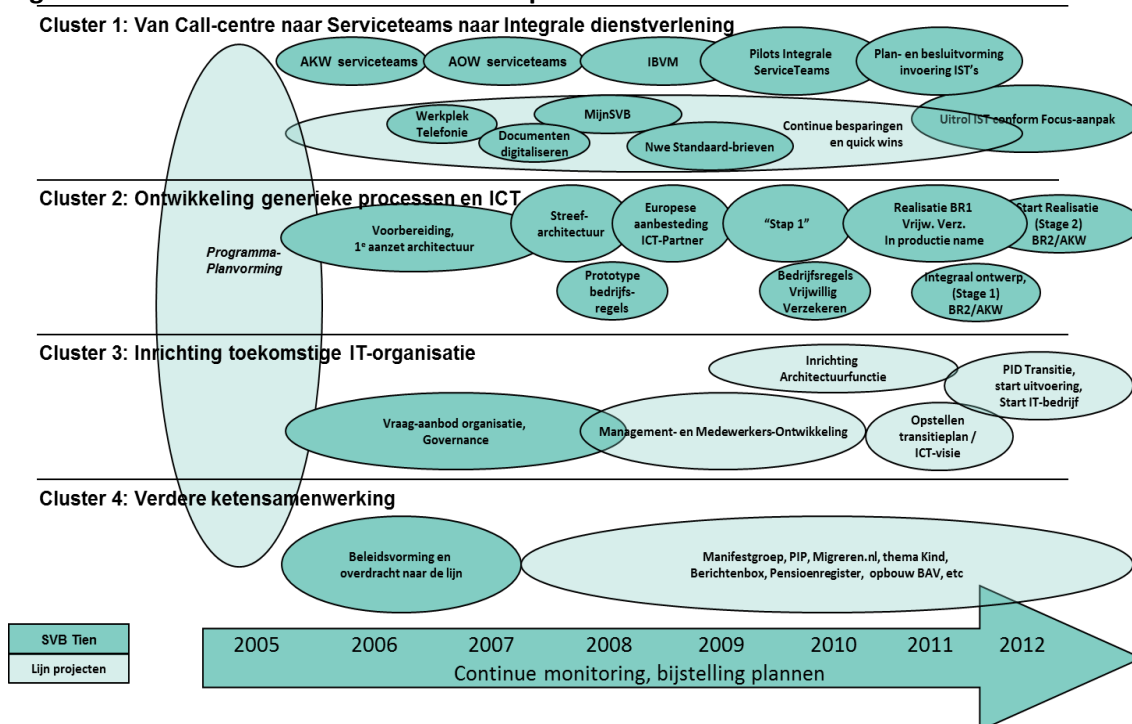 Cluster 1: Van Call-centre naar Serviceteams naar Integrale dienstverlening
AKW serviceteams
AOW serviceteams
IBVM
Pilots Integrale
ServiceTeams
Plan- en besluitvorming
invoering IST's
Werkplek
Telefonie
Documenten
digitaliseren
MijnSVB
Nwe Standaard-brieven
Continue besparingen
en quick wins
Uitrol IST conform Focus-aanpak
Cluster 2: Ontwikkeling generieke processen en ICT
Programma-
Planvorming
Voorbereiding,
1e aanzet architectuur
Streef-
architectuur
Europese
aanbesteding
ICT-Partner
“Stap 1”
Realisatie BR1
Vrijw. Verz.
In productie name
Start Realisatie
(Stage 2)
BR2/AKW
Prototype
bedrijfs-
regels
Bedrijfsregels
Vrijwillig
Verzekeren
Integraal ontwerp,
(Stage 1)
BR2/AKW
Cluster 3: Inrichting toekomstige IT-organisatie
Inrichting
Architectuurfunctie
PID Transitie,
start uitvoering,
Start IT-bedrijf
Vraag-aanbod organisatie,
Governance
Management- en Medewerkers-Ontwikkeling
Opstellen
transitieplan /
ICT-visie
Cluster 4: Verdere ketensamenwerking
Beleidsvorming en
overdracht naar de lijn
Manifestgroep, PIP, Migreren.nl, thema Kind,
Berichtenbox, Pensioenregister, opbouw BAV, etc
SVB Tien
Lijn projecten
2005 2006 2007 2008 2009 2010 2011 2012
Continue monitoring, bijstelling plannen